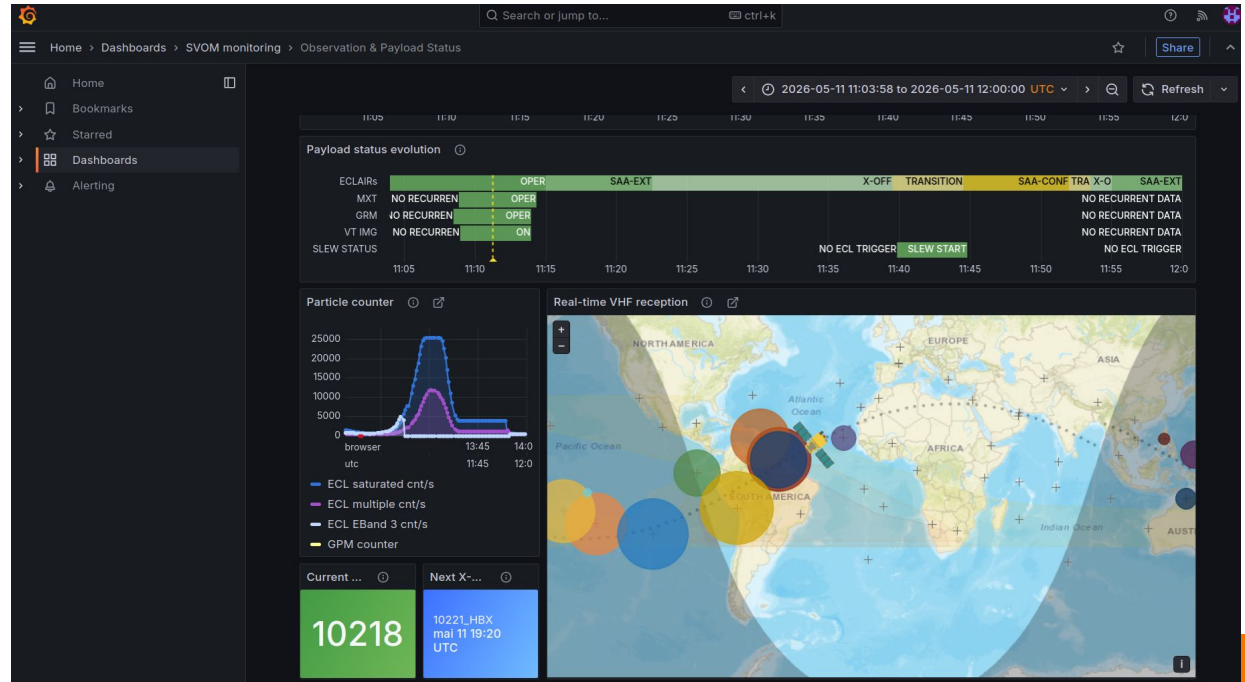 Search or jump to... ctrl+k
Home › Dashboards › SVOM monitoring › Observation & Payload Status
Share
Home
Bookmarks
Starred
Dashboards
Alerting
2026-05-11 11:03:58 to 2026-05-11 12:00:00 UTC
Refresh
11:05 11:10 11:15 11:20 11:25 11:30 11:35 11:40 11:45 11:50 11:55 12:0
Payload status evolution
ECLAIRs OPER SAA-EXT X-OFF TRANSITION SAA-CONF TRA X-O SAA-EXT
MXT NO RECURREN OPER NO RECURRENT DATA
GRM NO RECURREN OPER NO RECURRENT DATA
VT IMG NO RECURREN ON NO RECURRENT DATA
SLEW STATUS NO ECL TRIGGER SLEW START NO ECL TRIGGER
11:05 11:10 11:15 11:20 11:25 11:30 11:35 11:40 11:45 11:50 11:55 12:0
Particle counter
25000
20000
15000
10000
5000
0
browser 13:45 14:0
utc 11:45 12:0
ECL saturated cnt/s
ECL multiple cnt/s
ECL EBand 3 cnt/s
GPM counter
Real-time VHF reception
+
−
NORTH AMERICA
EUROPE
ASIA
Atlantic
Ocean
Pacific Ocean
AFRICA
SOUTH AMERICA
Indian Ocean
AUST
i
Current ...
10218
Next X-...
10221_HBX
mai 11 19:20
UTC